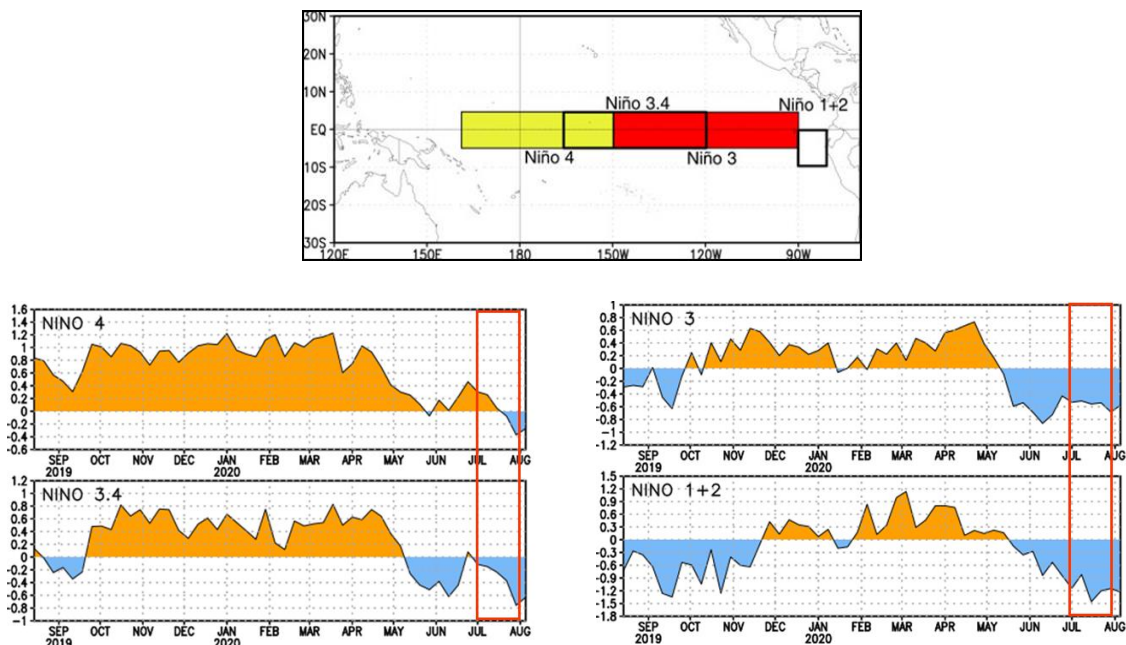 30N
20N
10N
EQ
10S
20S
30S
120E 150E 180 150W 120W 90W
Niño 3.4
Niño 1+2
Niño 4
Niño 3
NINO 4
1.6
1.4
1.2
1
0.8
0.6
0.4
0.2
0
-0.2
-0.4
-0.6
SEP OCT NOV DEC JAN FEB MAR APR MAY JUN JUL AUG
2019 2020
NINO 3.4
1.2
1
0.8
0.6
0.4
0.2
0
-0.2
-0.4
-0.6
-0.8
-1
SEP OCT NOV DEC JAN FEB MAR APR MAY JUN JUL AUG
2019 2020
NINO 3
1
0.8
0.6
0.4
0.2
0
-0.2
-0.4
-0.6
-0.8
-1
-1.2
SEP OCT NOV DEC JAN FEB MAR APR MAY JUN JUL AUG
2019 2020
NINO 1+2
1.5
1.2
0.9
0.6
0.3
0
-0.3
-0.6
-0.9
-1.2
-1.5
-1.8
SEP OCT NOV DEC JAN FEB MAR APR MAY JUN JUL AUG
2019 2020